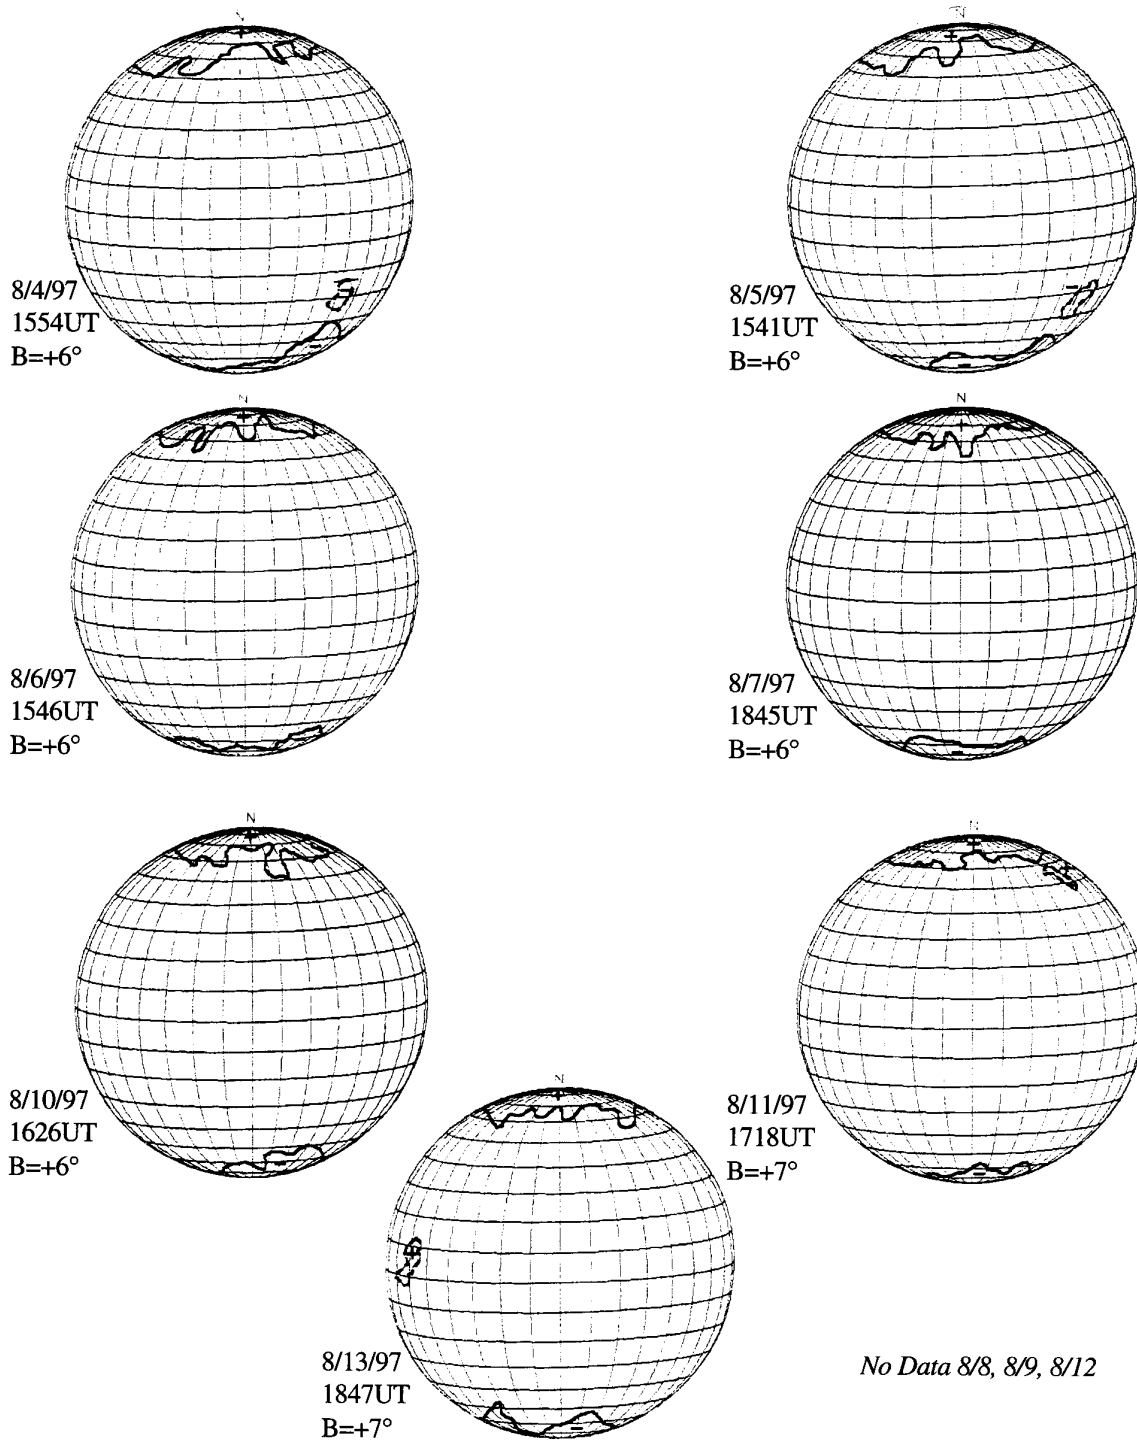 N
N
8/4/97
1554UT
B=+6°
8/5/97
1541UT
B=+6°
N
N
8/6/97
1546UT
B=+6°
8/7/97
1845UT
B=+6°
N
N
8/10/97
1626UT
B=+6°
8/11/97
1718UT
B=+7°
N
8/13/97
1847UT
B=+7°
No Data 8/8, 8/9, 8/12